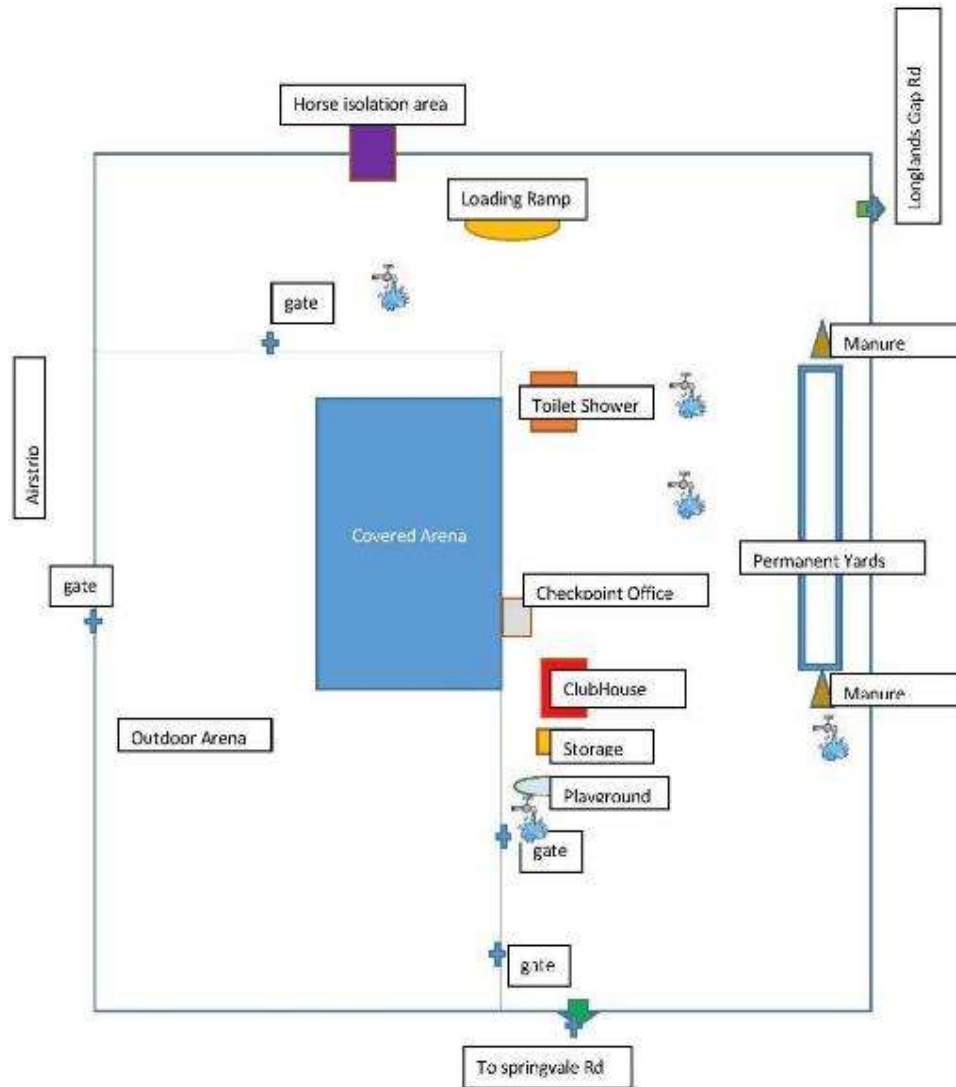 Longlands Gap Rd
Horse isolation area
Loading Ramp
gate
Manure
Toilet Shower
Airstrip
Covered Arena
Permanent Yards
gate
Checkpoint Office
ClubHouse
Manure
Outdoor Arena
Storage
Playground
gate
gate
To springvale Rd